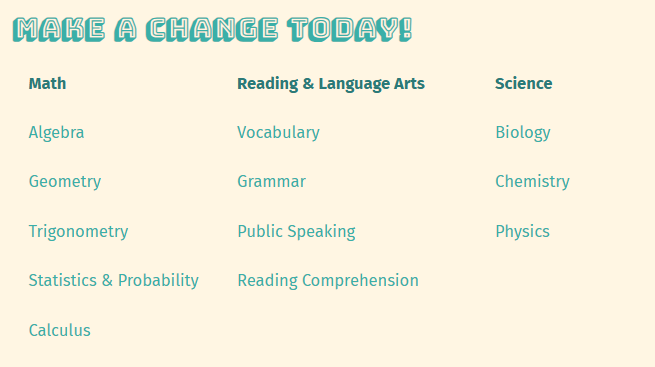 MAKE A CHANGE TODAY!
Math Reading & Language Arts Science
Algebra Vocabulary Biology
Geometry Grammar Chemistry
Trigonometry Public Speaking Physics
Statistics & Probability Reading Comprehension
Calculus